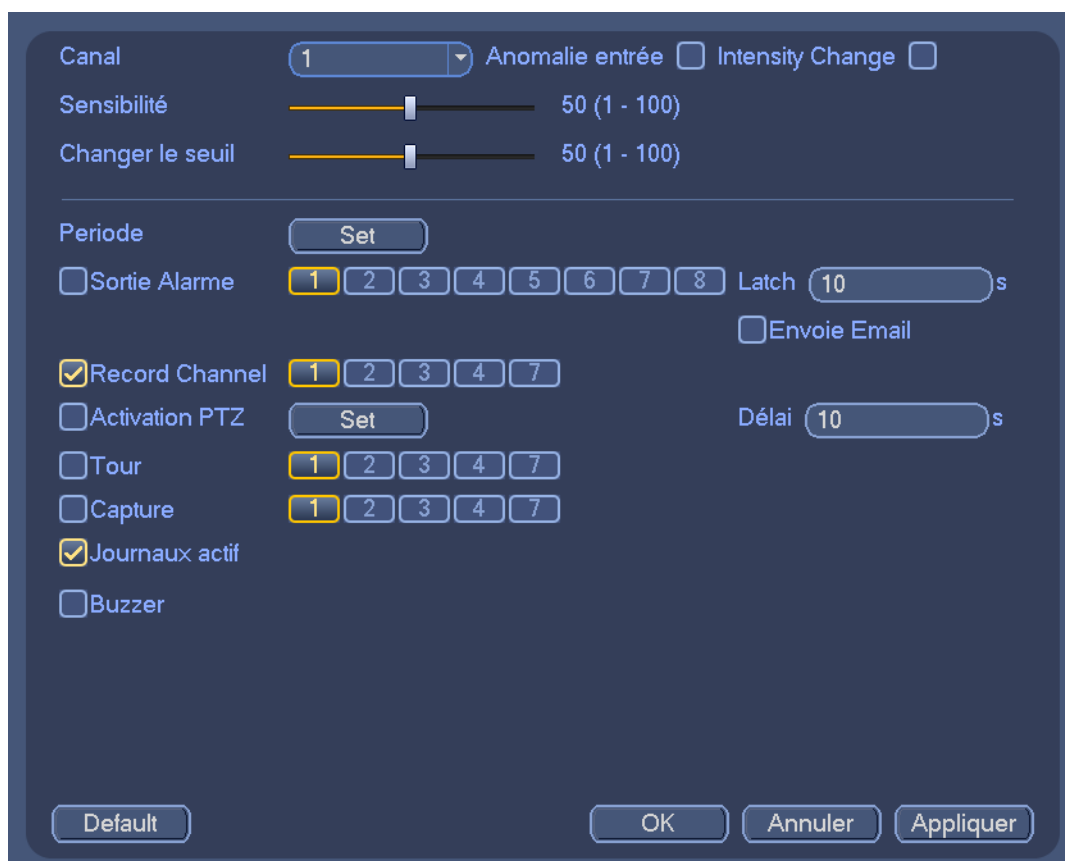 Canal 1 Anomalie entrée Intensity Change
Sensibilité 50 (1 - 100)
Changer le seuil 50 (1 - 100)
Periode Set
Sortie Alarme 1 2 3 4 5 6 7 8 Latch 10 s
Envoie Email
Record Channel 1 2 3 4 7
Activation PTZ Set Délai 10 s
Tour 1 2 3 4 7
Capture 1 2 3 4 7
Journaux actif
Buzzer
Default OK Annuler Appliquer